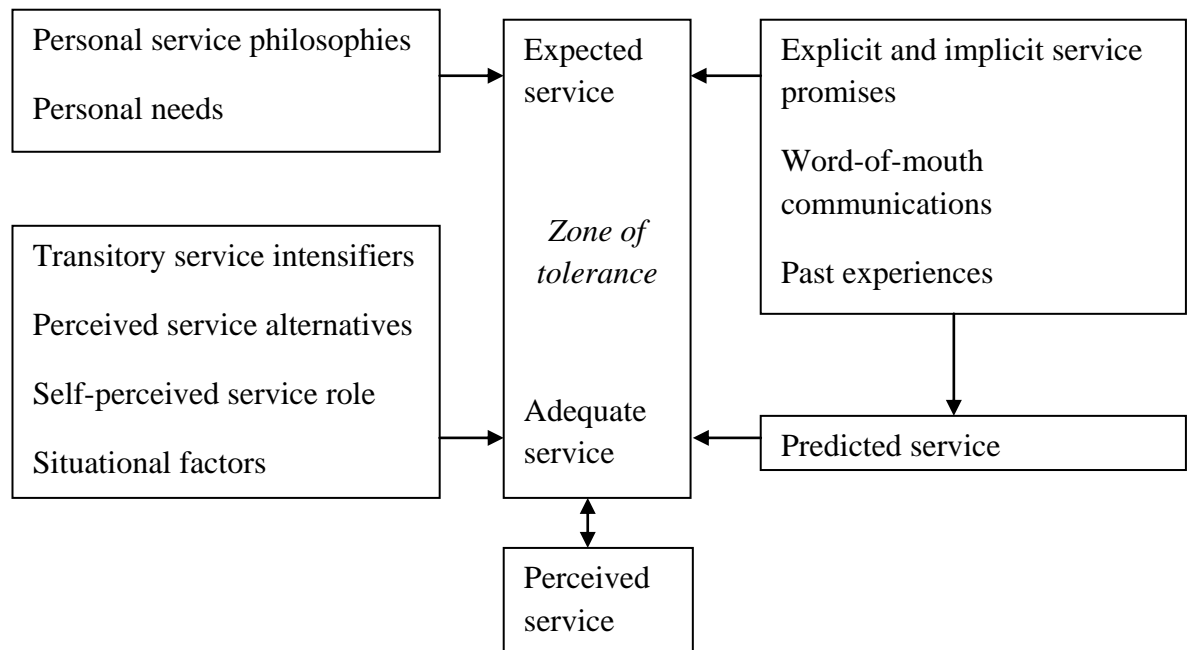 Personal service philosophies
Personal needs
Transitory service intensifiers
Perceived service alternatives
Self-perceived service role
Situational factors
Expected
service
Zone of
tolerance
Adequate
service
Explicit and implicit service
promises
Word-of-mouth
communications
Past experiences
Predicted service
Perceived
service